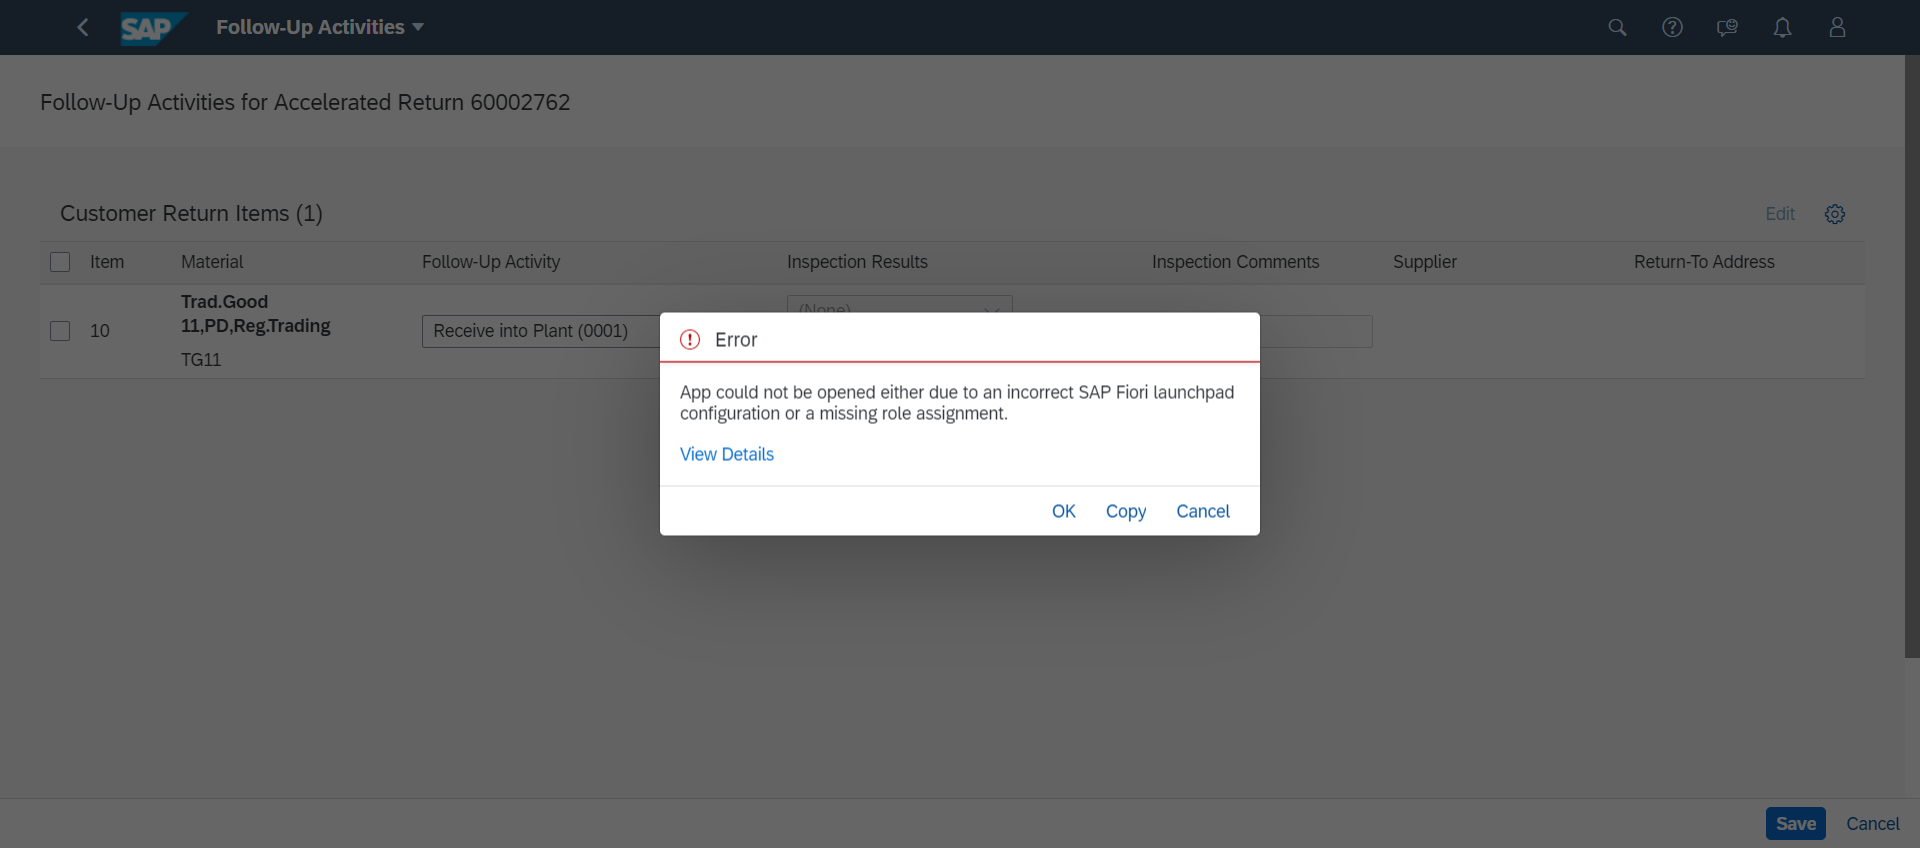 SAP
Follow-Up Activities
Follow-Up Activities for Accelerated Return 60002762
Customer Return Items (1)
Edit
Item Material Follow-Up Activity Inspection Results Inspection Comments Supplier Return-To Address
10
Trad.Good
11,PD,Reg.Trading
TG11
Receive into Plant (0001)
(None)
Error
App could not be opened either due to an incorrect SAP Fiori launchpad
configuration or a missing role assignment.
View Details
OK Copy Cancel
Save Cancel